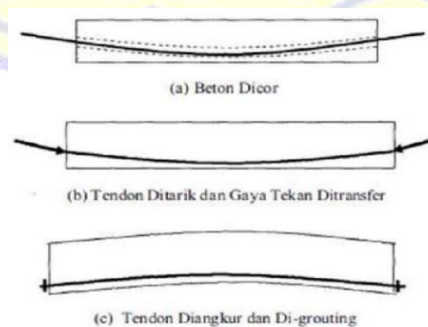 (a) Beton Dicor
(b) Tendon Ditarik dan Gaya Tekan Ditransfer
(c) Tendon Diangkur dan Di-grouting